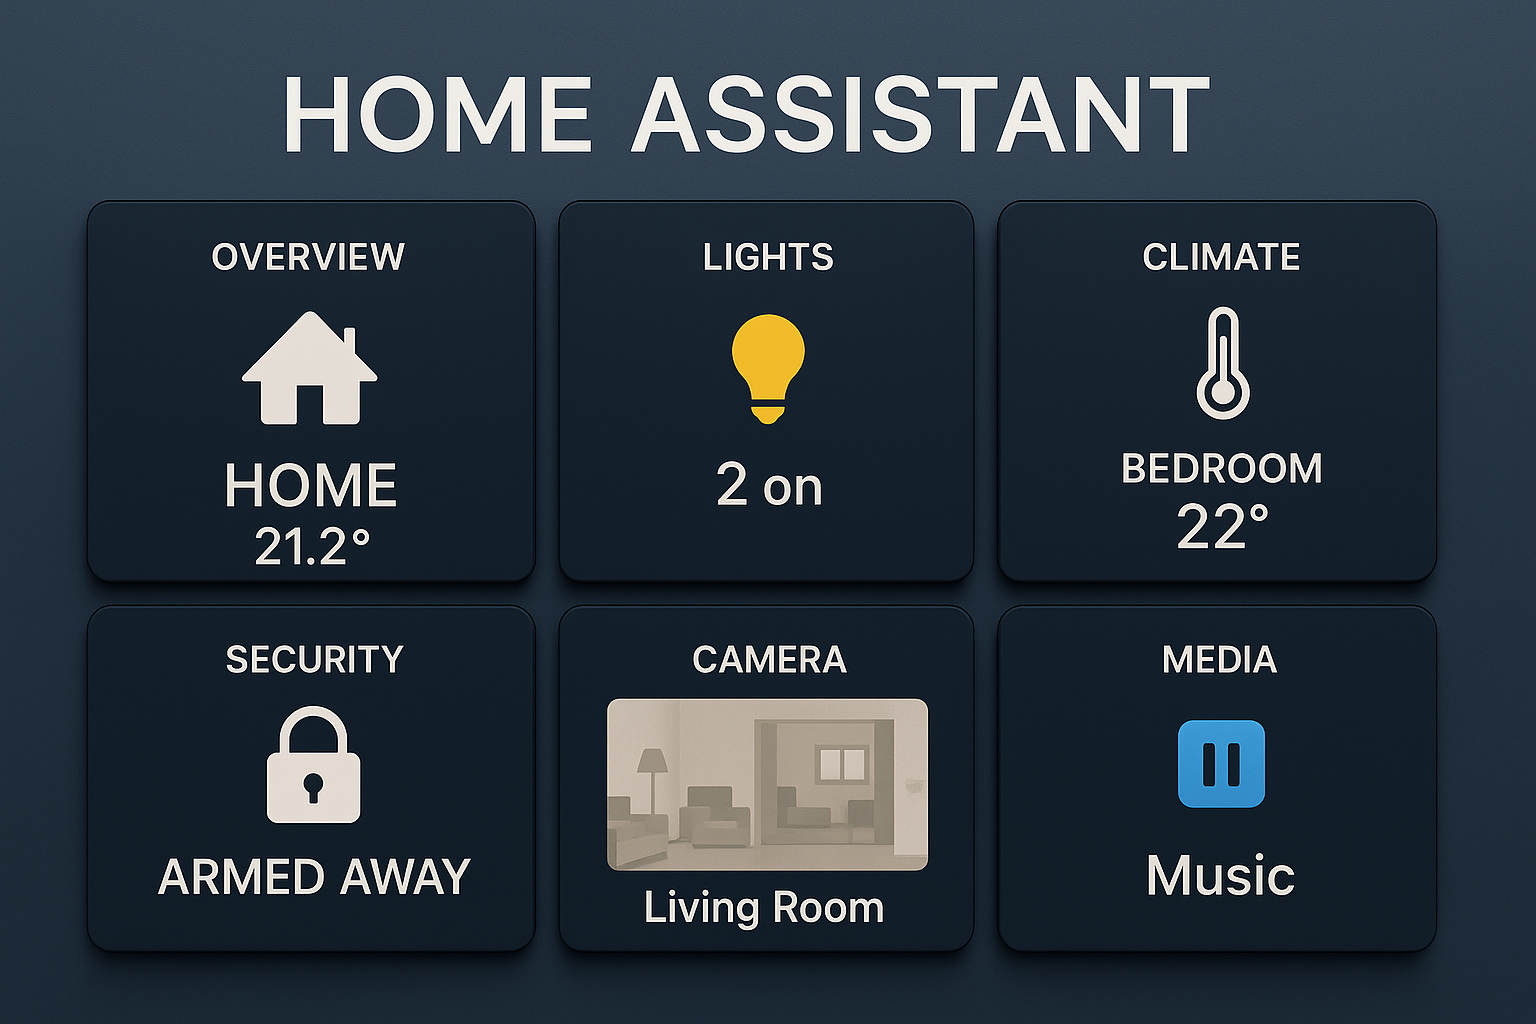 HOME ASSISTANT
OVERVIEW
HOME
21.2°
LIGHTS
2 on
CLIMATE
BEDROOM
22°
SECURITY
ARMED AWAY
CAMERA
Living Room
MEDIA
Music